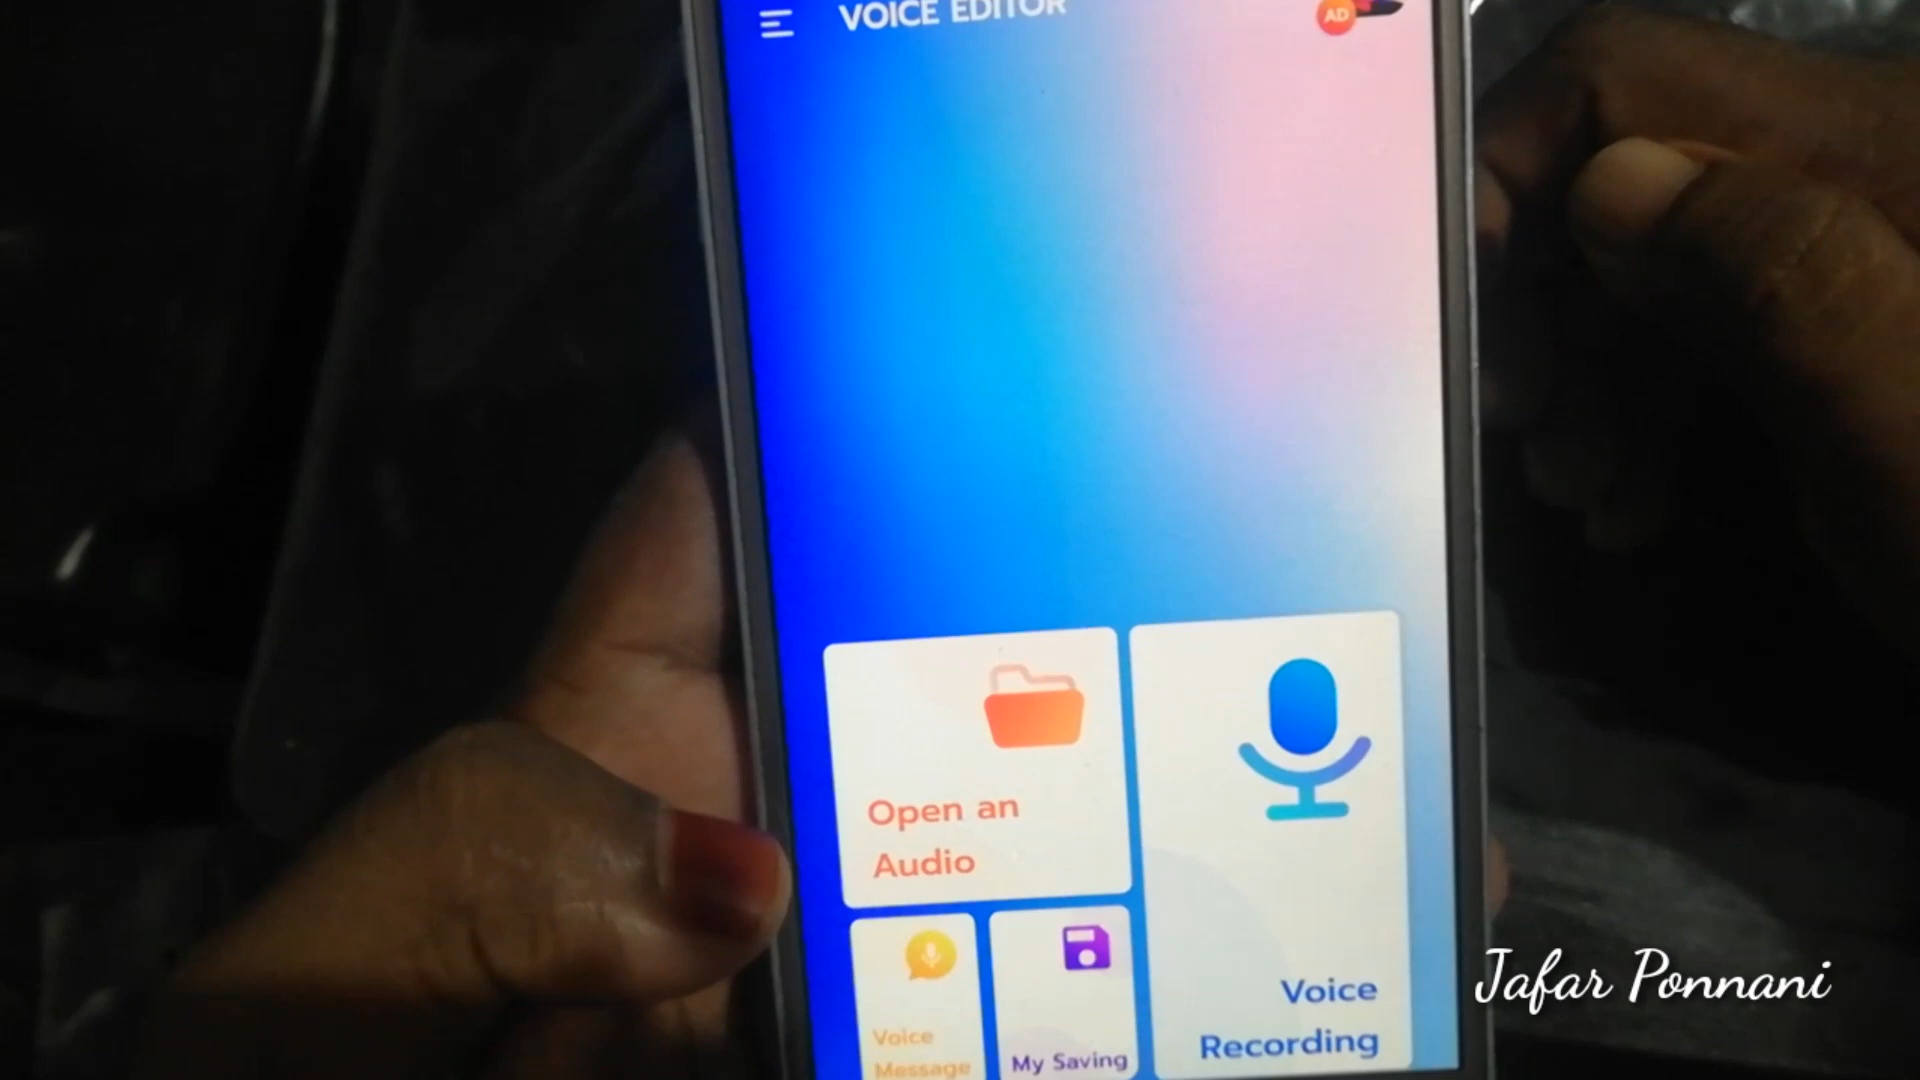 VOICE EDITOR
AD
Open an
Audio
Voice
Message
My Saving
Voice
Recording
Jafar Ponnani